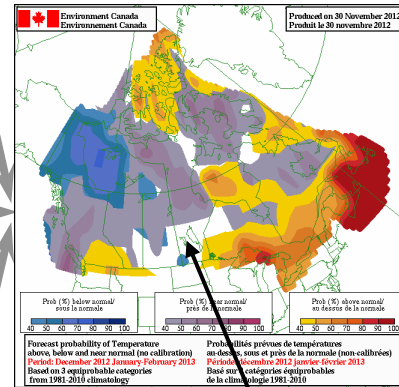 Environment Canada
Environnement Canada
Produced on 30 November 2012
Produit le 30 novembre 2012
Prob (%) below normal/
sous la normale
40 50 60 70 80 90 100
Prob (%) near normal/
près de la normale
40 50 60 70 80 90 100
Prob (%) above normal/
au dessus de la normale
40 50 60 70 80 90 100
Forecast probability of Temperature
above, below and near normal (no calibration)
Period: December 2012 January-February 2013
Based on 3 equiprobable categories
from 1981-2010 climatology
Probabilités prévues de températures
au-dessus, sous et près de la normale (non-calibrées)
Période: décembre 2012 janvier-février 2013
Basé sur 3 catégories équiprobables
de la climatologie 1981-2010